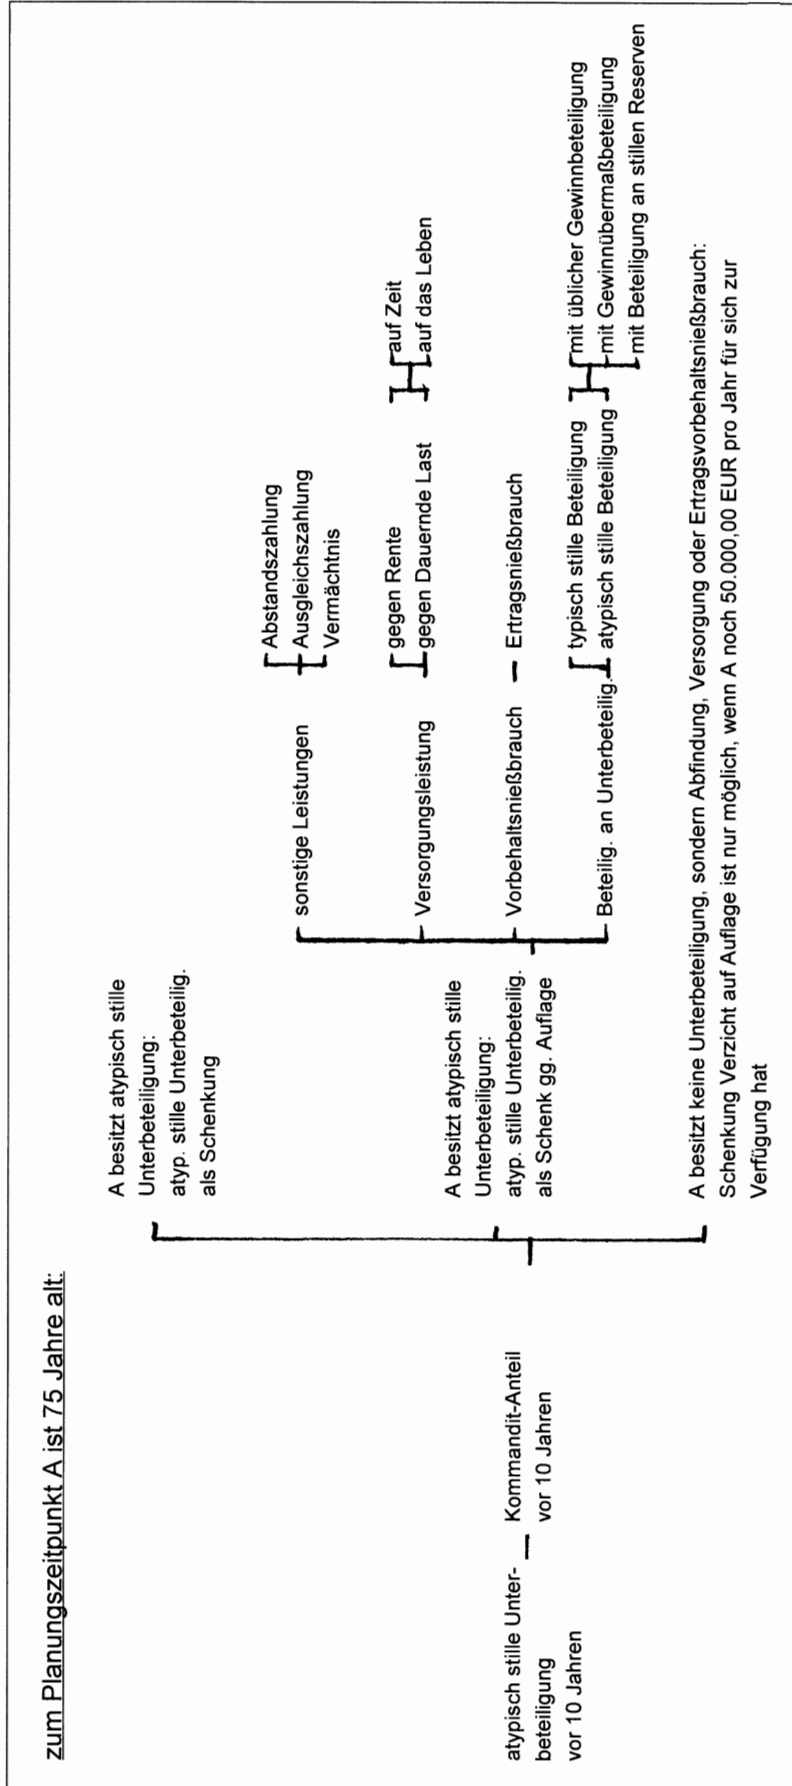 zum Planungszeitpunkt A ist 75 Jahre alt:
atypisch stille Unter-
beteiligung
vor 10 Jahren
Kommandit-Anteil
vor 10 Jahren
A besitzt atypisch stille
Unterbeteiligung:
atyp. stille Unterbeteilig.
als Schenkung
A besitzt atypisch stille
Unterbeteiligung:
atyp. stille Unterbeteilig.
als Schenk gg. Auflage
sonstige Leistungen
Abstandszahlung
Ausgleichszahlung
Vermächtnis
Versorgungsleistung
gegen Rente
gegen Dauernde Last
auf Zeit
auf das Leben
Vorbehaltsnießbrauch
Ertragsnießbrauch
Beteilig. an Unterbeteilig.
typisch stille Beteiligung
atypisch stille Beteiligung
mit üblicher Gewinnbeteiligung
mit Gewinnübermaßbeteiligung
mit Beteiligung an stillen Reserven
A besitzt keine Unterbeteiligung, sondern Abfindung, Versorgung oder Ertragsvorbehaltsnießbrauch:
Schenkung Verzicht auf Auflage ist nur möglich, wenn A noch 50.000,00 EUR pro Jahr für sich zur
Verfügung hat